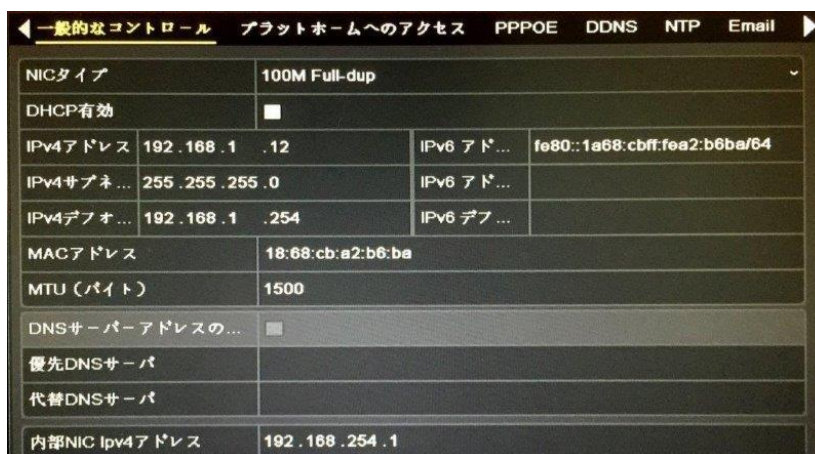 一般的なコントロール プラットホームへのアクセス PPPOE DDNS NTP Email
NICタイプ 100M Full-dup
DHCP有効
IPv4アドレス 192.168.1 .12 IPv6 アド... fe80::1a68:cbff:fea2:b6ba/64
IPv4サブネ... 255.255.255.0 IPv6 アド...
IPv4デフォ... 192.168.1 .254 IPv6 デフ...
MACアドレス 18:68:cb:a2:b6:ba
MTU（バイト） 1500
DNSサーバーアドレスの...
優先DNSサーバ
代替DNSサーバ
内部NIC Ipv4アドレス 192.168.254.1